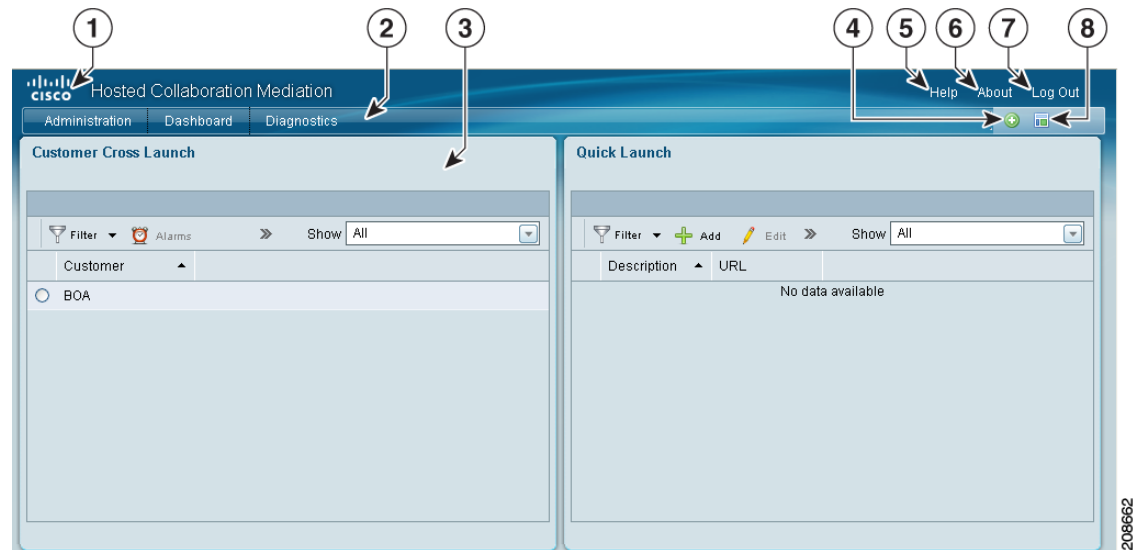 1 2 3 4 5 6 7 8
CISCO Hosted Collaboration Mediation Help About Log Out
Administration Dashboard Diagnostics
Customer Cross Launch
Filter Alarms » Show All
Customer
BOA
Quick Launch
Filter Add Edit » Show All
Description URL
No data available
208662